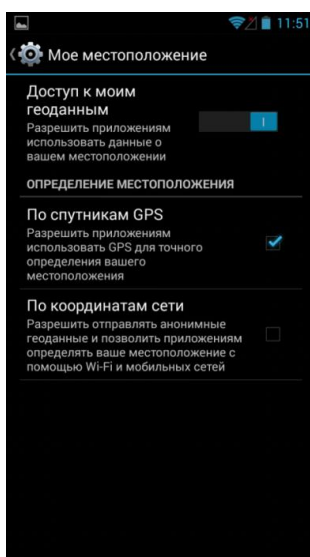 11:51
Мое местоположение
Доступ к моим
геоданным
Разрешить приложениям
использовать данные о
вашем местоположении
ОПРЕДЕЛЕНИЕ МЕСТОПОЛОЖЕНИЯ
По спутникам GPS
Разрешить приложениям
использовать GPS для точного
определения вашего
местоположения
По координатам сети
Разрешить отправлять анонимные
геоданные и позволить приложениям
определять ваше местоположение с
помощью Wi-Fi и мобильных сетей